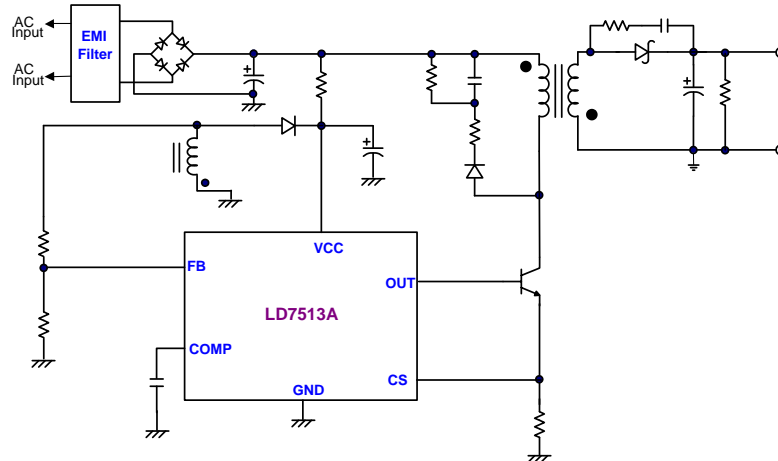 AC
Input
EMI
Filter
AC
Input
VCC
FB
OUT
LD7513A
COMP
CS
GND